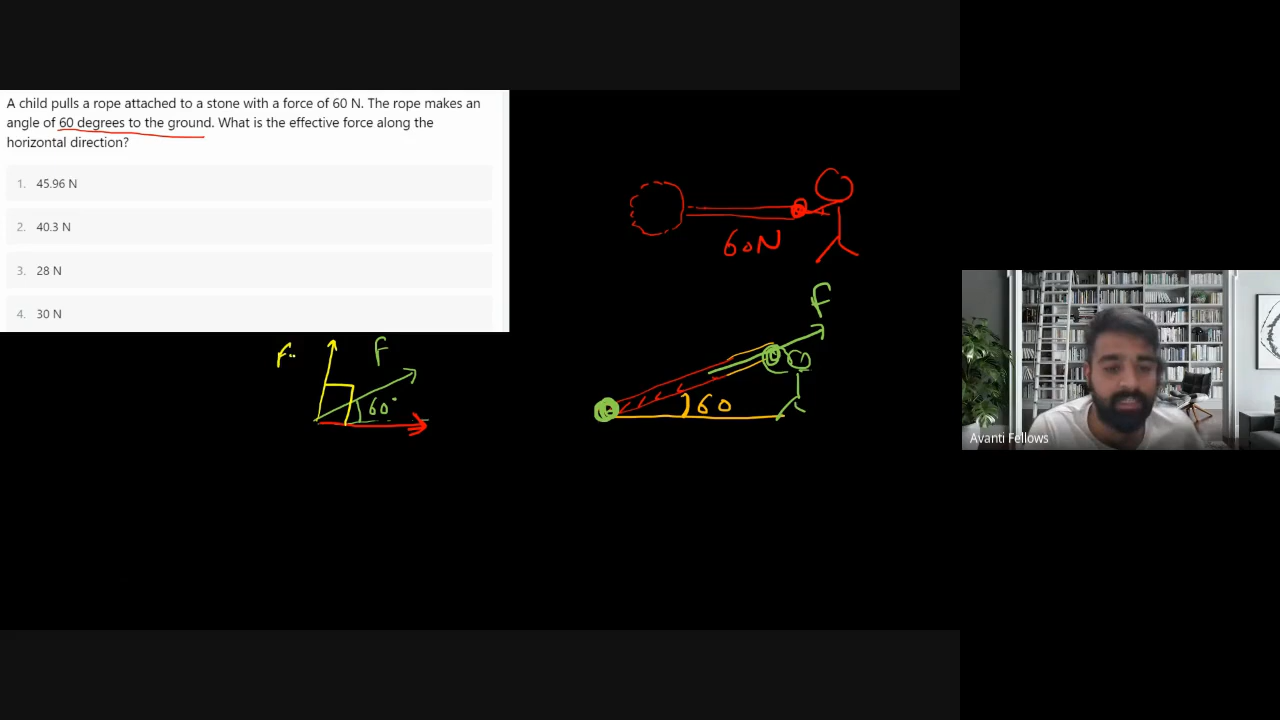 A child pulls a rope attached to a stone with a force of 60 N. The rope makes an
angle of 60 degrees to the ground. What is the effective force along the
horizontal direction?
1. 45.96 N
2. 40.3 N
3. 28 N
4. 30 N
60N
F
F
F
60°
60
Avanti Fellows